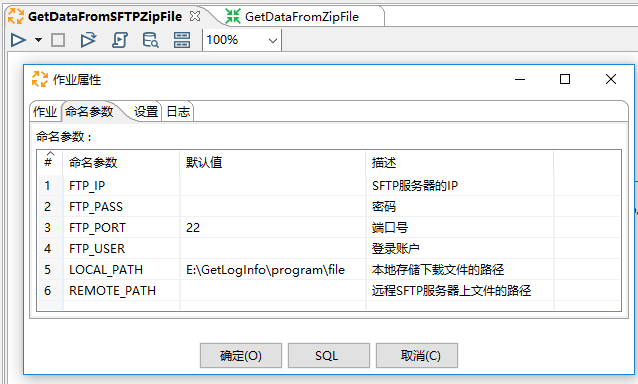 GetDataFromSFTPZipFile GetDataFromZipFile
100%
作业属性
作业 命名参数 设置 日志
命名参数：
# 命名参数 默认值 描述
1 FTP_IP SFTP服务器的IP
2 FTP_PASS 密码
3 FTP_PORT 22 端口号
4 FTP_USER 登录账户
5 LOCAL_PATH E:\GetLogInfo\program\file 本地存储下载文件的路径
6 REMOTE_PATH 远程SFTP服务器上文件的路径
确定(O) SQL 取消(C)